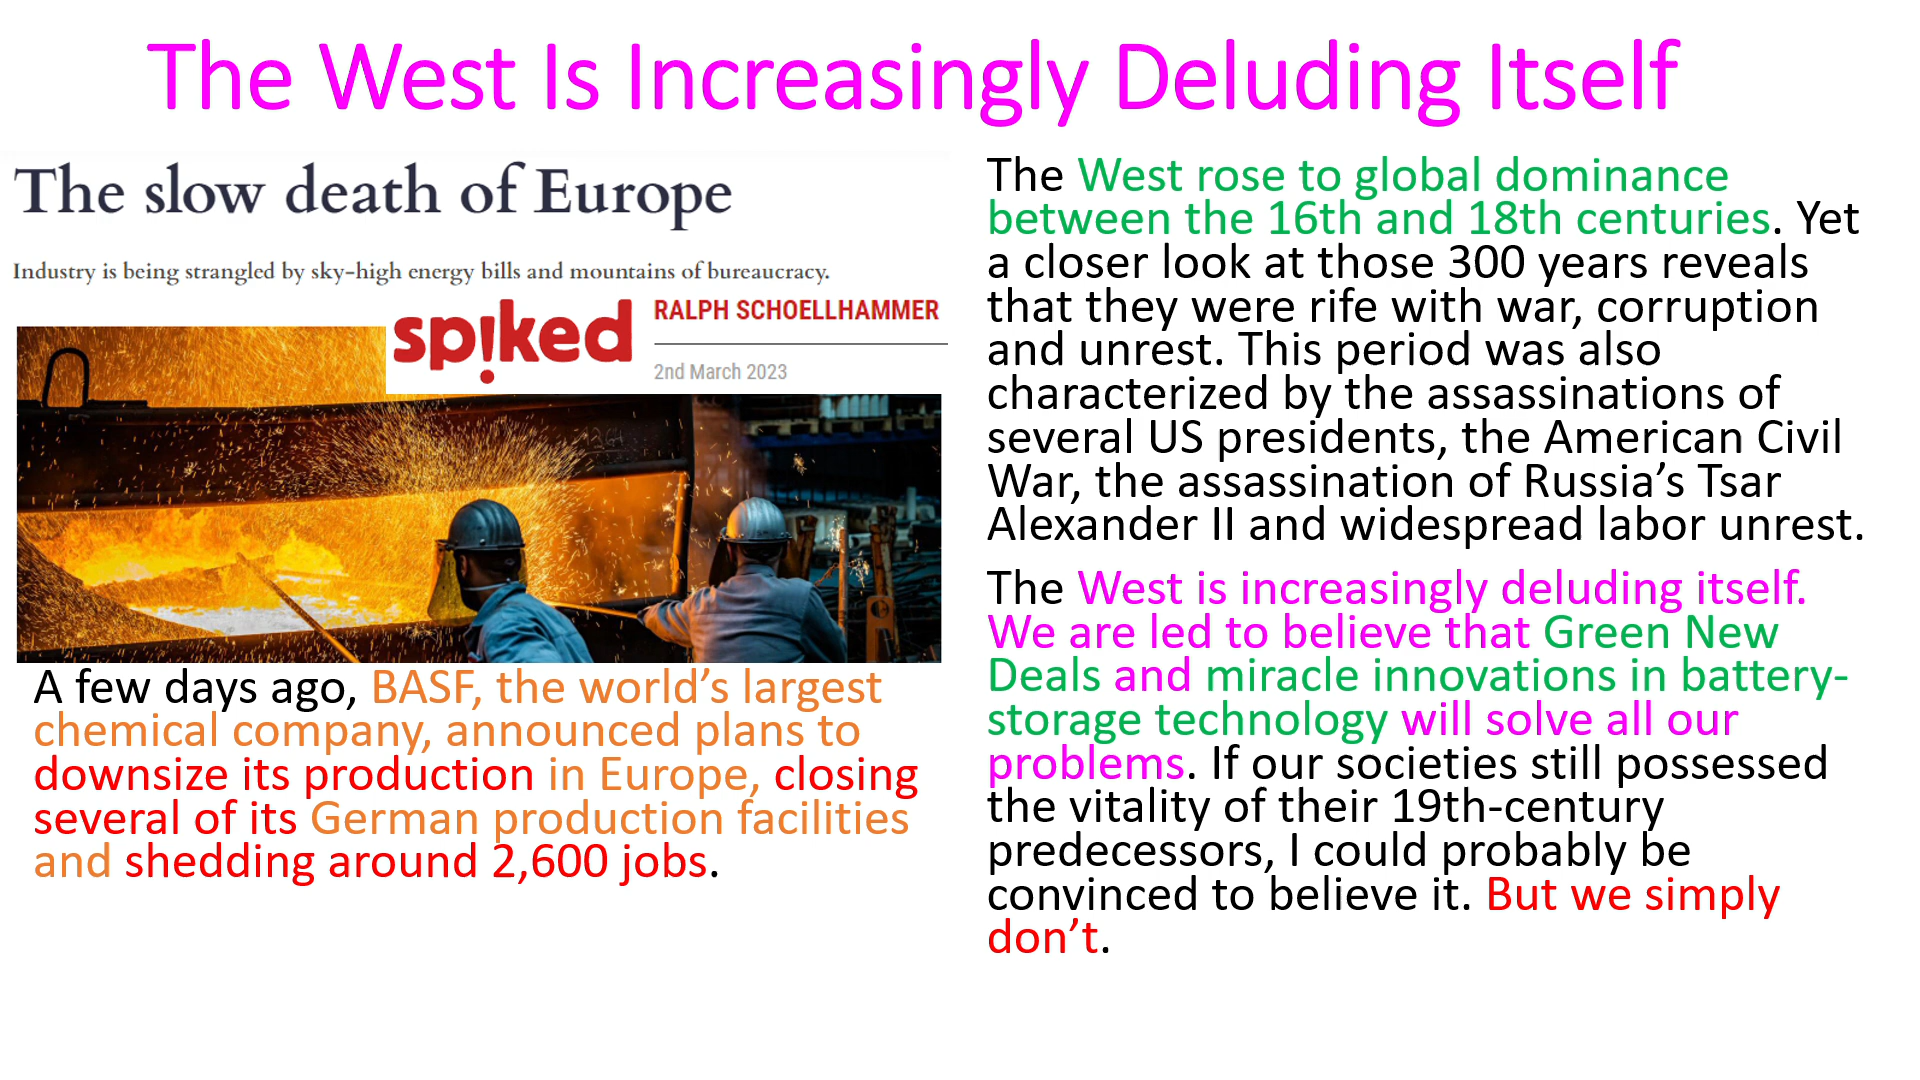 The West Is Increasingly Deluding Itself
The slow death of Europe
Industry is being strangled by sky-high energy bills and mountains of bureaucracy.
spiked
RALPH SCHOELLHAMMER
2nd March 2023
A few days ago, BASF, the world's largest
chemical company, announced plans to
downsize its production in Europe, closing
several of its German production facilities
and shedding around 2,600 jobs.
The West rose to global dominance
between the 16th and 18th centuries. Yet
a closer look at those 300 years reveals
that they were rife with war, corruption
and unrest. This period was also
characterized by the assassinations of
several US presidents, the American Civil
War, the assassination of Russia's Tsar
Alexander II and widespread labor unrest.
The West is increasingly deluding itself.
We are led to believe that Green New
Deals and miracle innovations in battery-
storage technology will solve all our
problems. If our societies still possessed
the vitality of their 19th-century
predecessors, I could probably be
convinced to believe it. But we simply
don't.